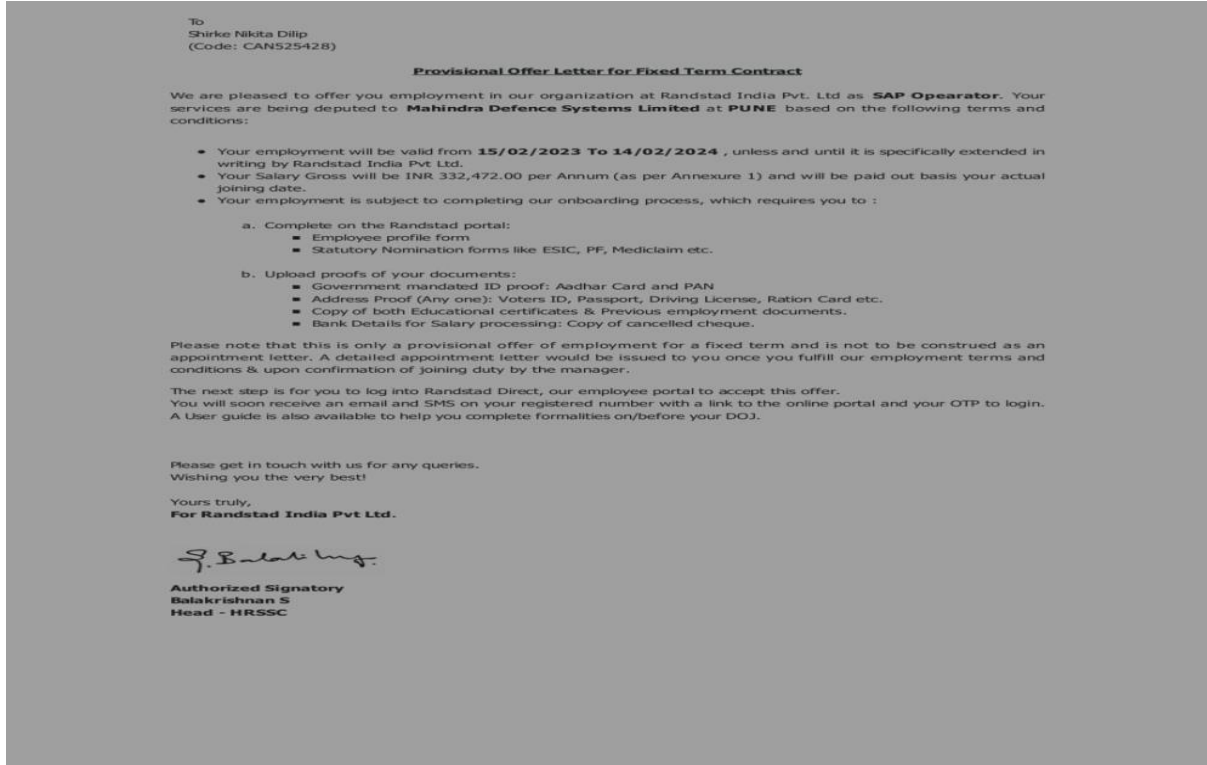 To
Shirke Nikita Dilip
(Code: CAN525428)
Provisional Offer Letter for Fixed Term Contract
We are pleased to offer you employment in our organization at Randstad India Pvt. Ltd as SAP Opearator. Your
services are being deputed to Mahindra Defence Systems Limited at PUNE based on the following terms and
conditions:
• Your employment will be valid from 15/02/2023 To 14/02/2024 , unless and until it is specifically extended in
writing by Randstad India Pvt Ltd.
• Your Salary Gross will be INR 332,472.00 per Annum (as per Annexure 1) and will be paid out basis your actual
joining date.
• Your employment is subject to completing our onboarding process, which requires you to :
a. Complete on the Randstad portal:
▪ Employee profile form
▪ Statutory Nomination forms like ESIC, PF, Mediclaim etc.
b. Upload proofs of your documents:
▪ Government mandated ID proof: Aadhar Card and PAN
▪ Address Proof (Any one): Voters ID, Passport, Driving License, Ration Card etc.
▪ Copy of both Educational certificates & Previous employment documents.
▪ Bank Details for Salary processing: Copy of cancelled cheque.
Please note that this is only a provisional offer of employment for a fixed term and is not to be construed as an
appointment letter. A detailed appointment letter would be issued to you once you fulfill our employment terms and
conditions & upon confirmation of joining duty by the manager.
The next step is for you to log into Randstad Direct, our employee portal to accept this offer.
You will soon receive an email and SMS on your registered number with a link to the online portal and your OTP to login.
A User guide is also available to help you complete formalities on/before your DOJ.
Please get in touch with us for any queries.
Wishing you the very best!
Yours truly,
For Randstad India Pvt Ltd.
Authorized Signatory
Balakrishnan S
Head - HRSSC